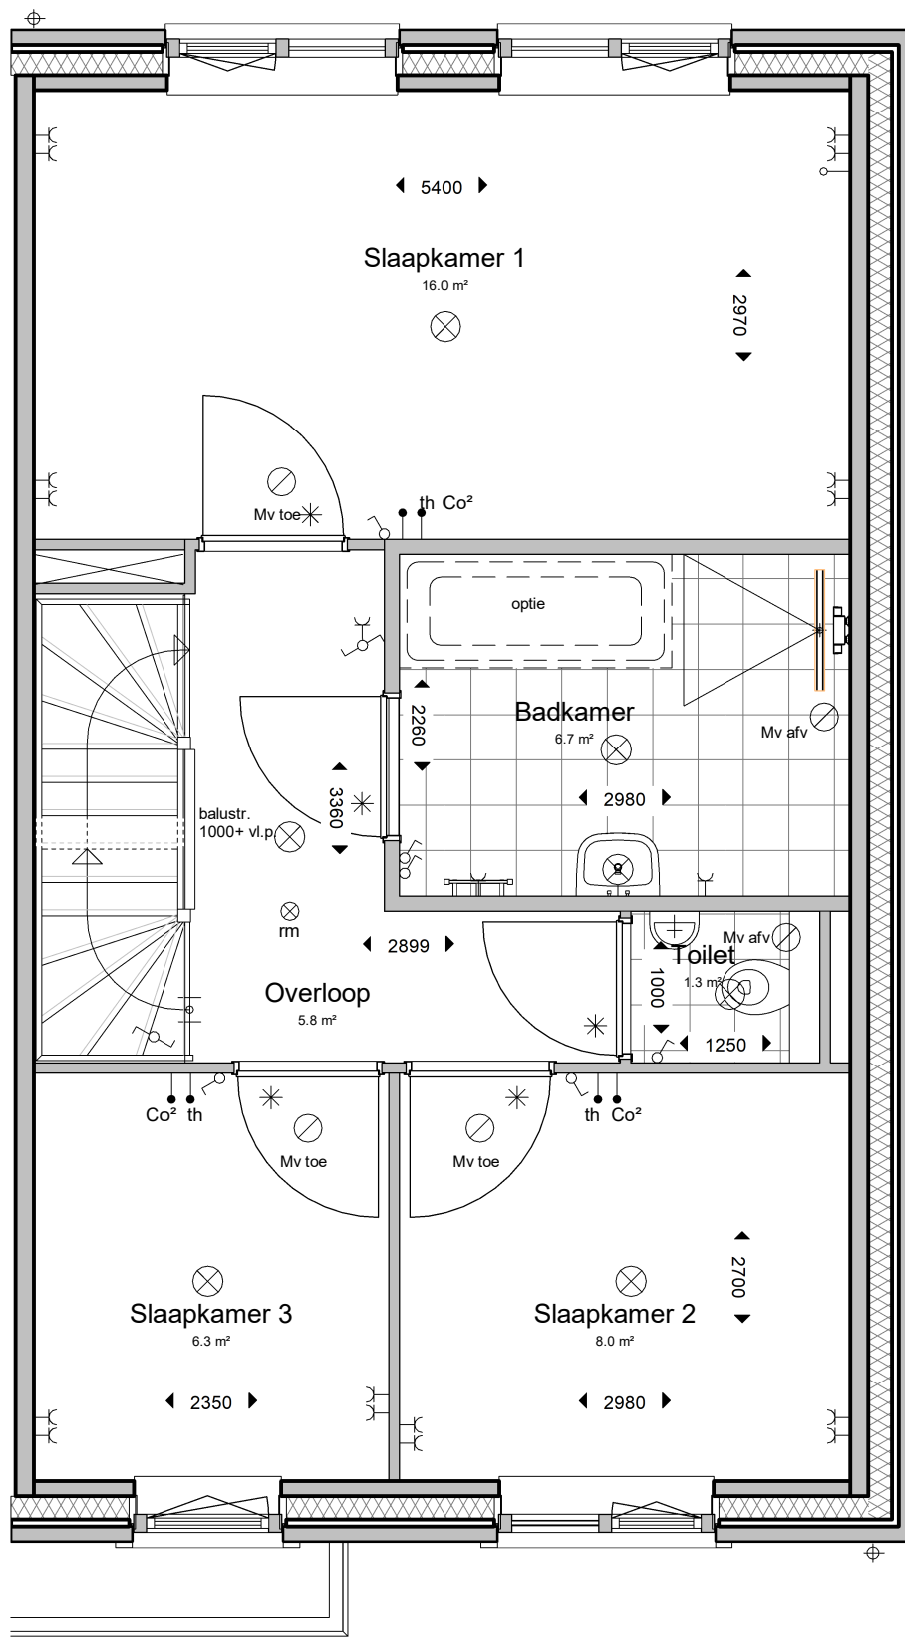 5400
Slaapkamer 1
16.0 m²
2970
Mv toe
th Co²
optie
Badkamer
6.7 m²
2260
Mv afv
2980
3360
balustr.
1000+ vl.p.
rm
2899
Overloop
5.8 m²
Mv afv
Toilet
1.3 m²
1000
1250
Co² th
th Co²
Mv toe
Mv toe
2700
Slaapkamer 3
6.3 m²
Slaapkamer 2
8.0 m²
2350
2980